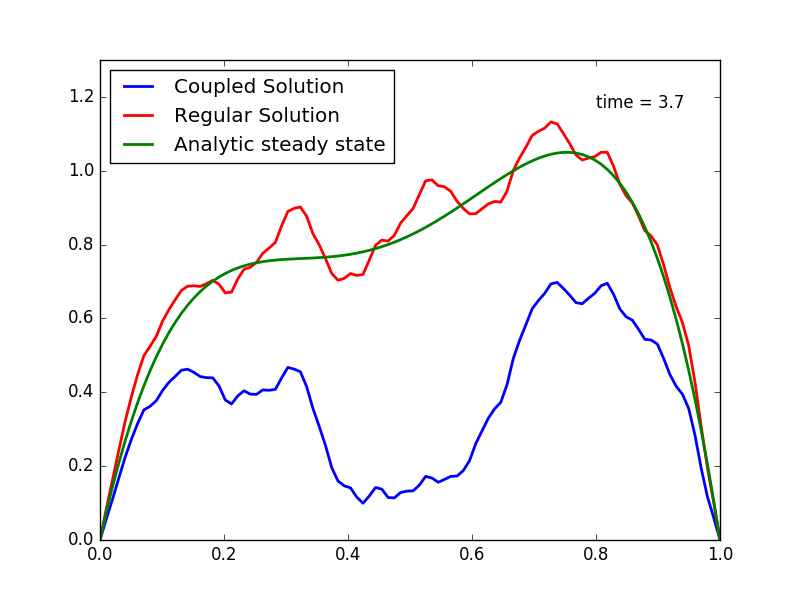 Coupled Solution
Regular Solution
Analytic steady state
time = 3.7
1.2
1.0
0.8
0.6
0.4
0.2
0.0
0.0 0.2 0.4 0.6 0.8 1.0